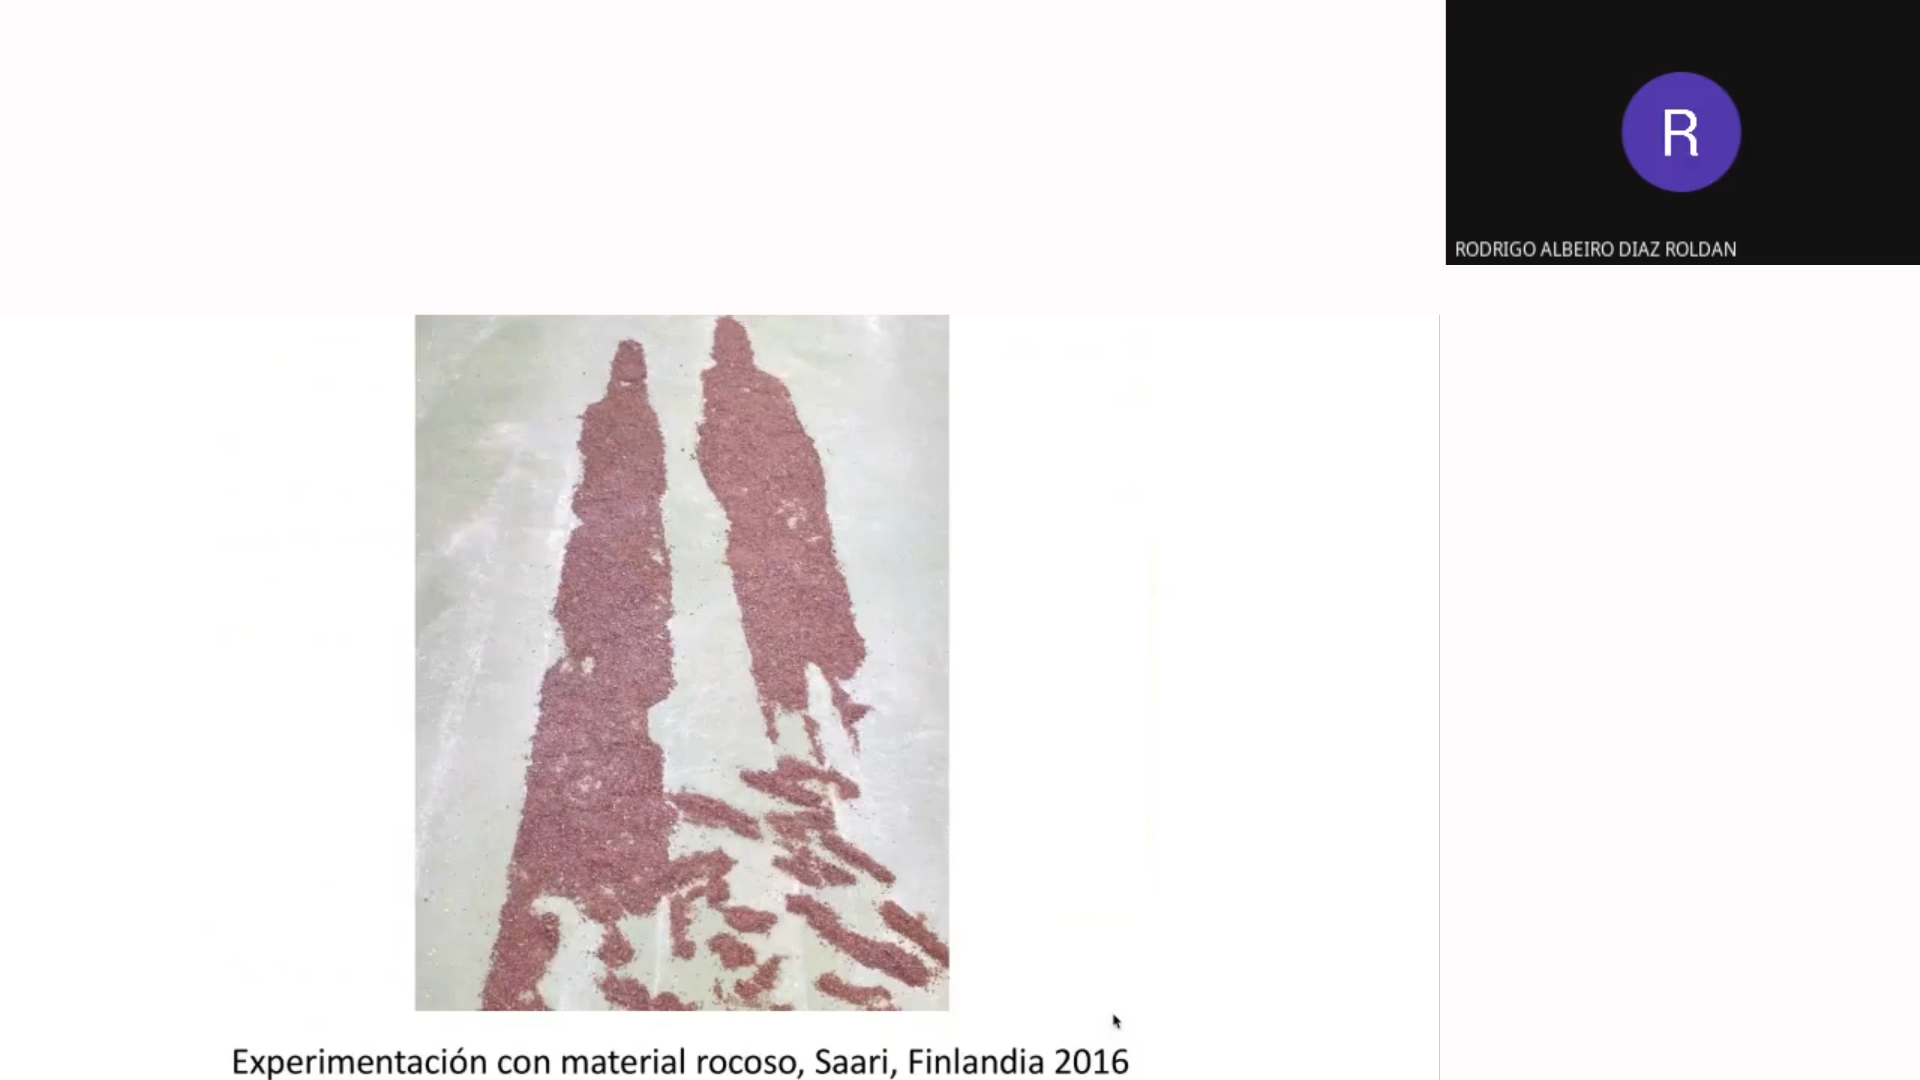 R
RODRIGO ALBEIRO DIAZ ROLDAN
Experimentación con material rocoso, Saari, Finlandia 2016